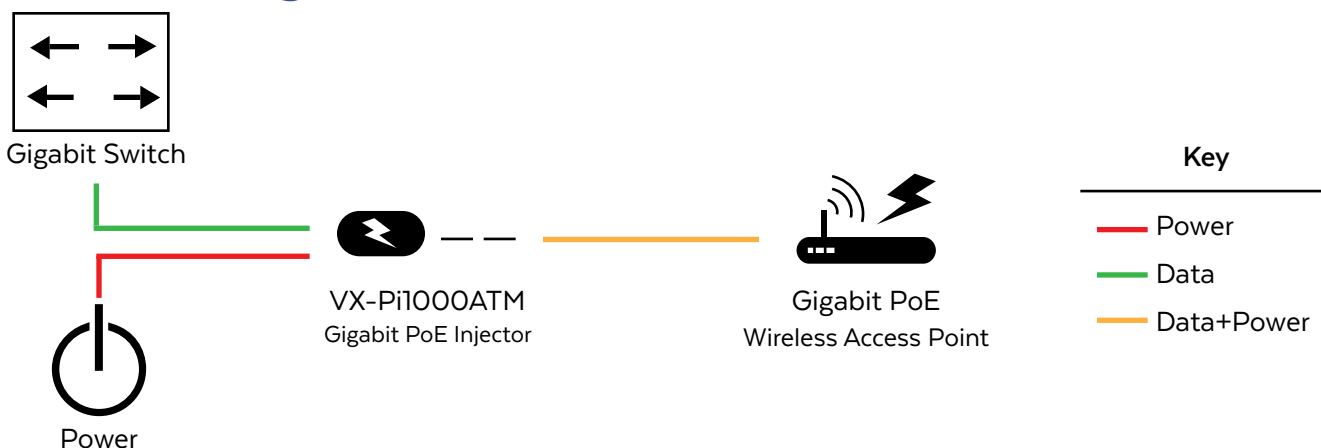 Gigabit Switch
Power
VX-Pi1000ATM
Gigabit PoE Injector
Gigabit PoE
Wireless Access Point
Key
Power
Data
Data+Power